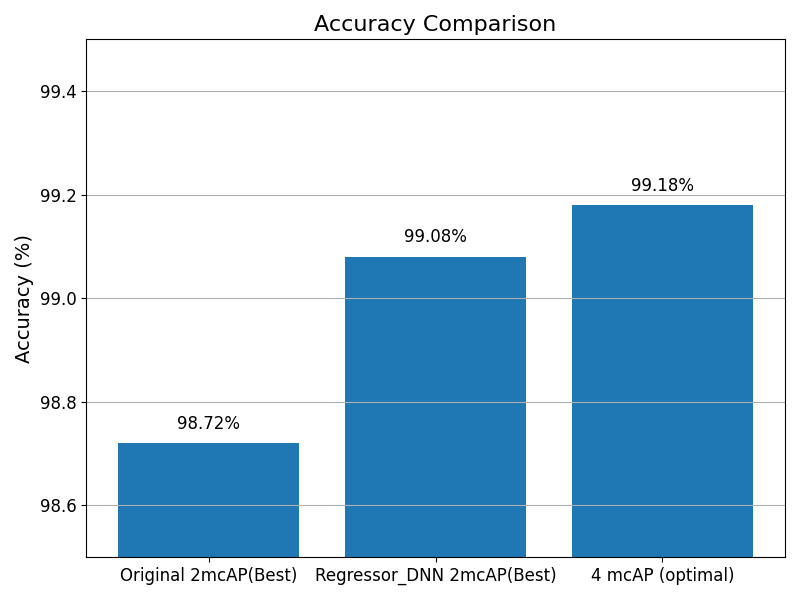 Accuracy Comparison
Accuracy (%)
99.4
99.2
99.0
98.8
98.6
98.72%
99.08%
99.18%
Original 2mcAP(Best)
Regressor_DNN 2mcAP(Best)
4 mcAP (optimal)